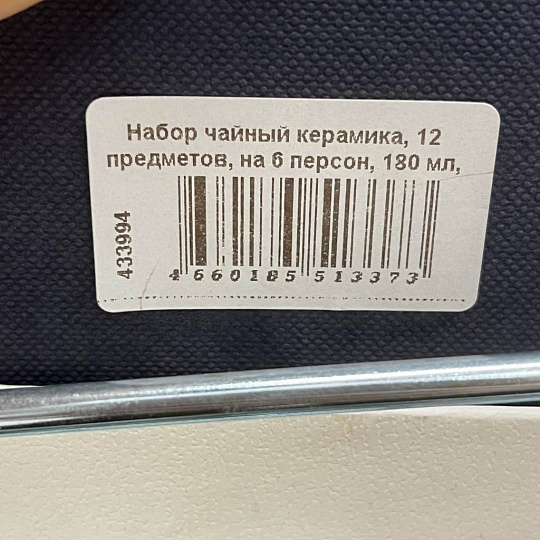 Набор чайный керамика, 12
предметов, на 6 персон, 180 мл,
433994
4 660185 513373